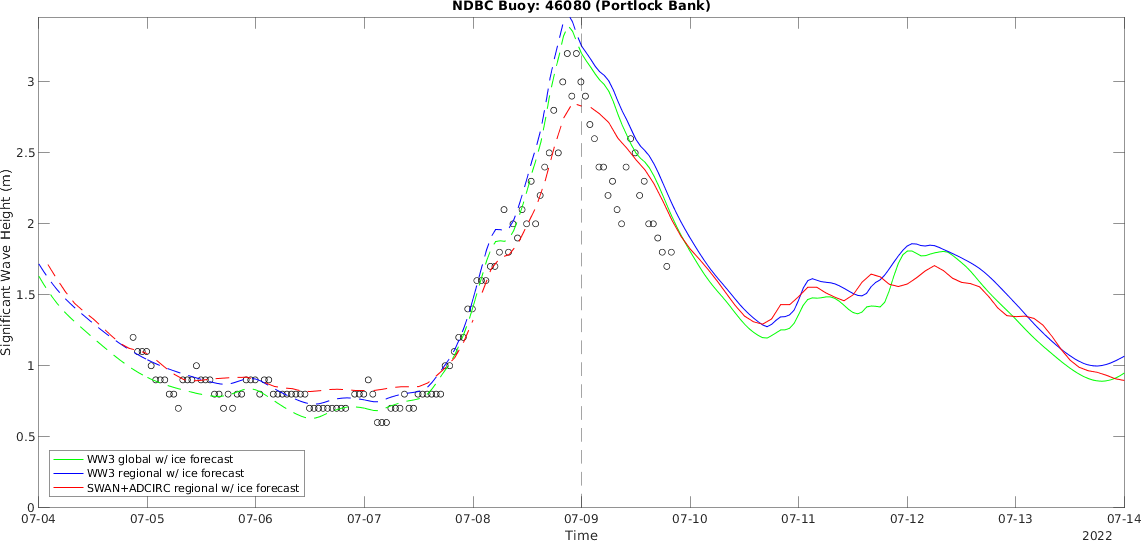 NDBC Buoy: 46080 (Portlock Bank)
Significant Wave Height (m)
3
2.5
2
1.5
1
0.5
0
WW3 global w/ ice forecast
WW3 regional w/ ice forecast
SWAN+ADCIRC regional w/ ice forecast
07-04 07-05 07-06 07-07 07-08 07-09 07-10 07-11 07-12 07-13 07-14
Time
2022